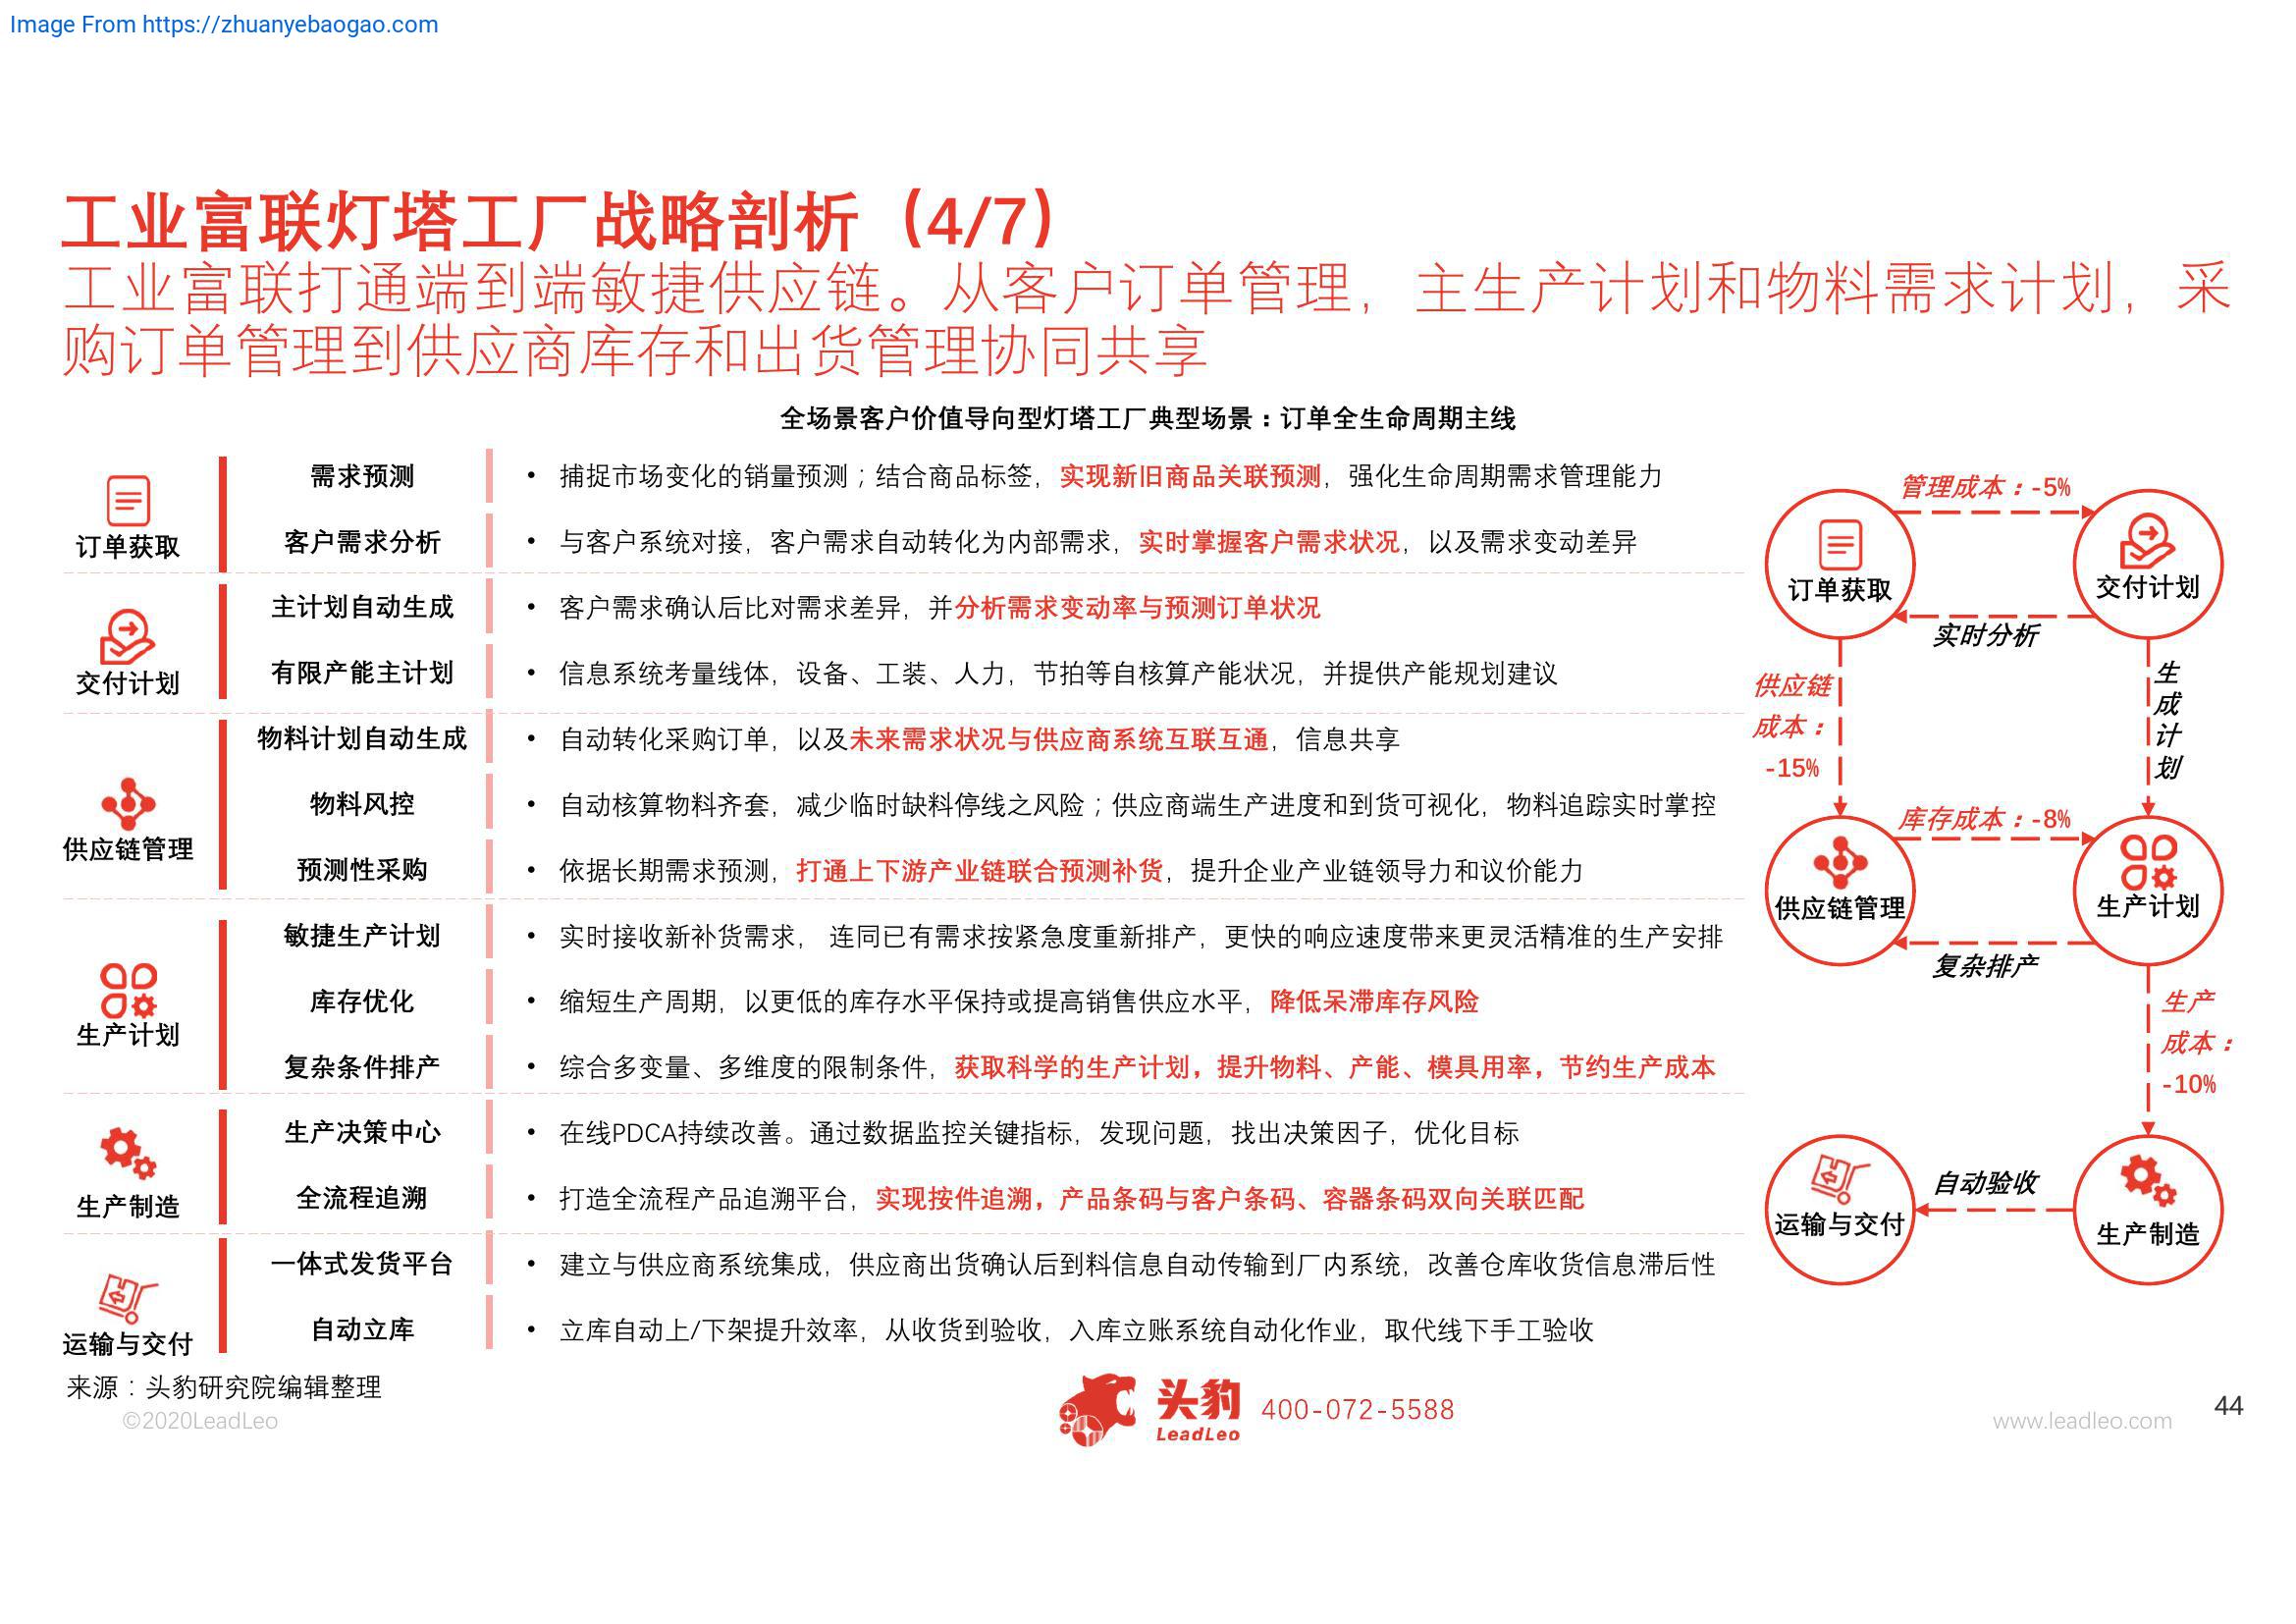 Image From https://zhuanyebaogao.com
工业富联灯塔工厂战略剖析（4/7）
工业富联打通端到端敏捷供应链。从客户订单管理，主生产计划和物料需求计划，采
购订单管理到供应商库存和出货管理协同共享
全场景客户价值导向型灯塔工厂典型场景：订单全生命周期主线
订单获取
需求预测
• 捕捉市场变化的销量预测；结合商品标签，实现新旧商品关联预测，强化生命周期需求管理能力
客户需求分析
• 与客户系统对接，客户需求自动转化为内部需求，实时掌握客户需求状况，以及需求变动差异
交付计划
主计划自动生成
• 客户需求确认后比对需求差异，并分析需求变动率与预测订单状况
有限产能主计划
• 信息系统考量线体，设备、工装、人力，节拍等自核算产能状况，并提供产能规划建议
供应链管理
物料计划自动生成
• 自动转化采购订单，以及未来需求状况与供应商系统互联互通，信息共享
物料风控
• 自动核算物料齐套，减少临时缺料停线之风险；供应商端生产进度和到货可视化，物料追踪实时掌控
预测性采购
• 依据长期需求预测，打通上下游产业链联合预测补货，提升企业产业链领导力和议价能力
生产计划
敏捷生产计划
• 实时接收新补货需求， 连同已有需求按紧急度重新排产，更快的响应速度带来更灵活精准的生产安排
库存优化
• 缩短生产周期，以更低的库存水平保持或提高销售供应水平，降低呆滞库存风险
复杂条件排产
• 综合多变量、多维度的限制条件，获取科学的生产计划，提升物料、产能、模具用率，节约生产成本
生产制造
生产决策中心
• 在线PDCA持续改善。通过数据监控关键指标，发现问题，找出决策因子，优化目标
全流程追溯
• 打造全流程产品追溯平台，实现按件追溯，产品条码与客户条码、容器条码双向关联匹配
运输与交付
一体式发货平台
• 建立与供应商系统集成，供应商出货确认后到料信息自动传输到厂内系统，改善仓库收货信息滞后性
自动立库
• 立库自动上/下架提升效率，从收货到验收，入库立账系统自动化作业，取代线下手工验收
管理成本：-5%
订单获取
交付计划
实时分析
供应链
成本：
-15%
生
成
计
划
库存成本：-8%
供应链管理
生产计划
复杂排产
生产
成本：
-10%
自动验收
运输与交付
生产制造
来源：头豹研究院编辑整理
©2020LeadLeo
头豹
LeadLeo
400-072-5588
www.leadleo.com
44